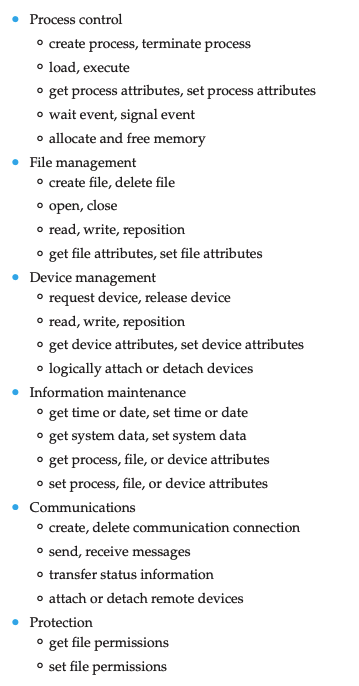 • Process control
◦ create process, terminate process
◦ load, execute
◦ get process attributes, set process attributes
◦ wait event, signal event
◦ allocate and free memory
• File management
◦ create file, delete file
◦ open, close
◦ read, write, reposition
◦ get file attributes, set file attributes
• Device management
◦ request device, release device
◦ read, write, reposition
◦ get device attributes, set device attributes
◦ logically attach or detach devices
• Information maintenance
◦ get time or date, set time or date
◦ get system data, set system data
◦ get process, file, or device attributes
◦ set process, file, or device attributes
• Communications
◦ create, delete communication connection
◦ send, receive messages
◦ transfer status information
◦ attach or detach remote devices
• Protection
◦ get file permissions
◦ set file permissions